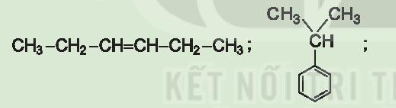 CH₃ CH₃
CH₃–CH₂–CH=CH–CH₂–CH₃ ; CH ;
KẾT NỐI TRI T